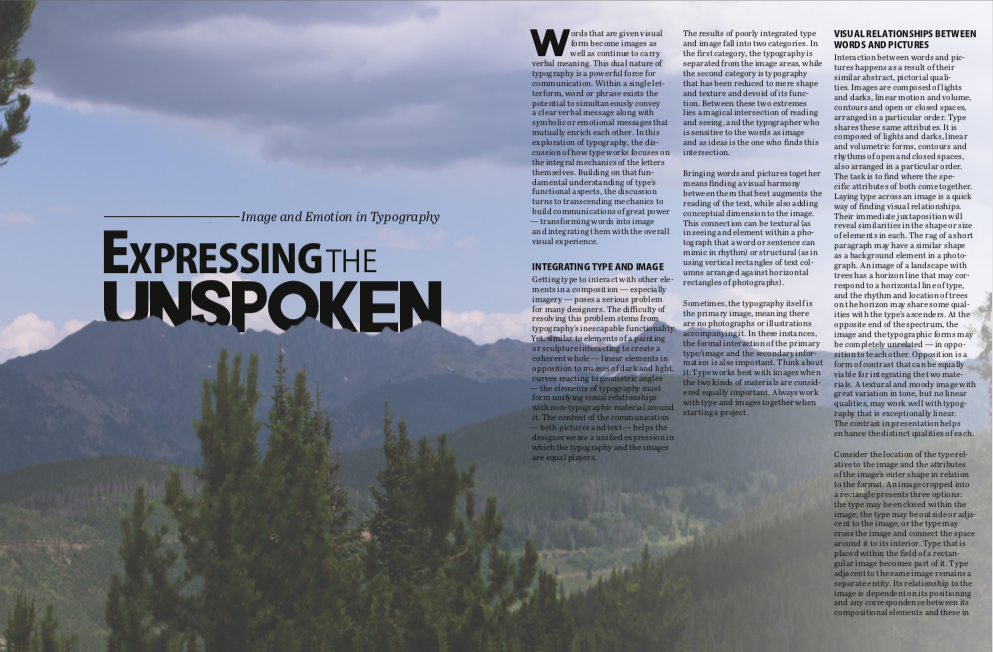 Image and Emotion in Typography
EXPRESSING THE
UNSPOKEN
Words that are given visual
form become images as
well as continue to carry
verbal meaning. This dual nature of
typography is a powerful force for
communication. Within a single let-
terform, word or phrase exists the
potential to simultaneously convey
a clear verbal message along with
symbolic or emotional messages that
mutually enrich each other. In this
exploration of typography, the dis-
cussion of how type works focuses on
the integral mechanics of the letters
themselves. Building on that fun-
damental understanding of type's
functional aspects, the discussion
turns to transcending mechanics to
build communications of great power
— transforming words into image
and integrating them with the overall
visual experience.
INTEGRATING TYPE AND IMAGE
Getting type to interact with other ele-
ments in a composition — especially
imagery — poses a serious problem
for many designers. The difficulty of
resolving this problem stems from
typography's inescapable functionality.
Yet, similar to elements of a painting
or sculpture interacting to create a
coherent whole — linear elements in
opposition to masses of dark and light,
curves reacting to geometric angles
— the elements of typography must
form unifying visual relationships
with non-typographic material around
it. The content of the communication
— both pictures and text — helps the
designer weave a unified expression in
which the typography and the images
are equal players.
The results of poorly integrated type
and image fall into two categories. In
the first category, the typography is
separated from the image areas, while
the second category is typography
that has been reduced to mere shape
and texture and devoid of its func-
tion. Between these two extremes
lies a magical intersection of reading
and seeing, and the typographer who
is sensitive to the words as image
and as ideas is the one who finds this
intersection.
Bringing words and pictures together
means finding a visual harmony
between them that best augments the
reading of the text, while also adding
conceptual dimension to the image.
This connection can be textural (as
in seeing and element within a pho-
tograph that a word or sentence can
mimic in rhythm) or structural (as in
using vertical rectangles of text col-
umns arranged against horizontal
rectangles of photographs).
Sometimes, the typography itself is
the primary image, meaning there
are no photographs or illustrations
accompanying it. In these instances,
the formal interaction of the primary
type/image and the secondary infor-
mation is also important. Think about
it: Type works best with images when
the two kinds of materials are consid-
ered equally important. Always work
with type and images together when
starting a project.
VISUAL RELATIONSHIPS BETWEEN
WORDS AND PICTURES
Interaction between words and pic-
tures happens as a result of their
similar abstract, pictorial quali-
ties. Images are composed of lights
and darks, linear motion and volume,
contours and open or closed spaces,
arranged in a particular order. Type
shares these same attributes. It is
composed of lights and darks, linear
and volumetric forms, contours and
rhythms of open and closed spaces,
also arranged in a particular order.
The task is to find where the spe-
cific attributes of both come together.
Laying type across an image is a quick
way of finding visual relationships.
Their immediate juxtaposition will
reveal similarities in the shape or size
of elements in each. The rag of a short
paragraph may have a similar shape
as a background element in a photo-
graph. An image of a landscape with
trees has a horizon line that may cor-
respond to a horizontal line of type,
and the rhythm and location of trees
on the horizon may share some qual-
ities with the type's ascenders. At the
opposite end of the spectrum, the
image and the typographic forms may
be completely unrelated — in oppo-
sition to teach other. Opposition is a
form of contrast that can be equally
viable for integrating the two mate-
rials. A textural and moody image with
great variation in tone, but no linear
qualities, may work well with typog-
raphy that is exceptionally linear.
The contrast in presentation helps
enhance the distinct qualities of each.
Consider the location of the type rel-
ative to the image and the attributes
of the image's outer shape in relation
to the format. An image cropped into
a rectangle presents three options:
the type may be enclosed within the
image; the type may be outside or adja-
cent to the image; or the type may
cross the image and connect the space
around it to its interior. Type that is
placed within the field of a rectan-
gular image becomes part of it. Type
adjacent to the same image remains a
separate entity. Its relationship to the
image is dependent on its positioning
and any correspondence between its
compositional elements and these in